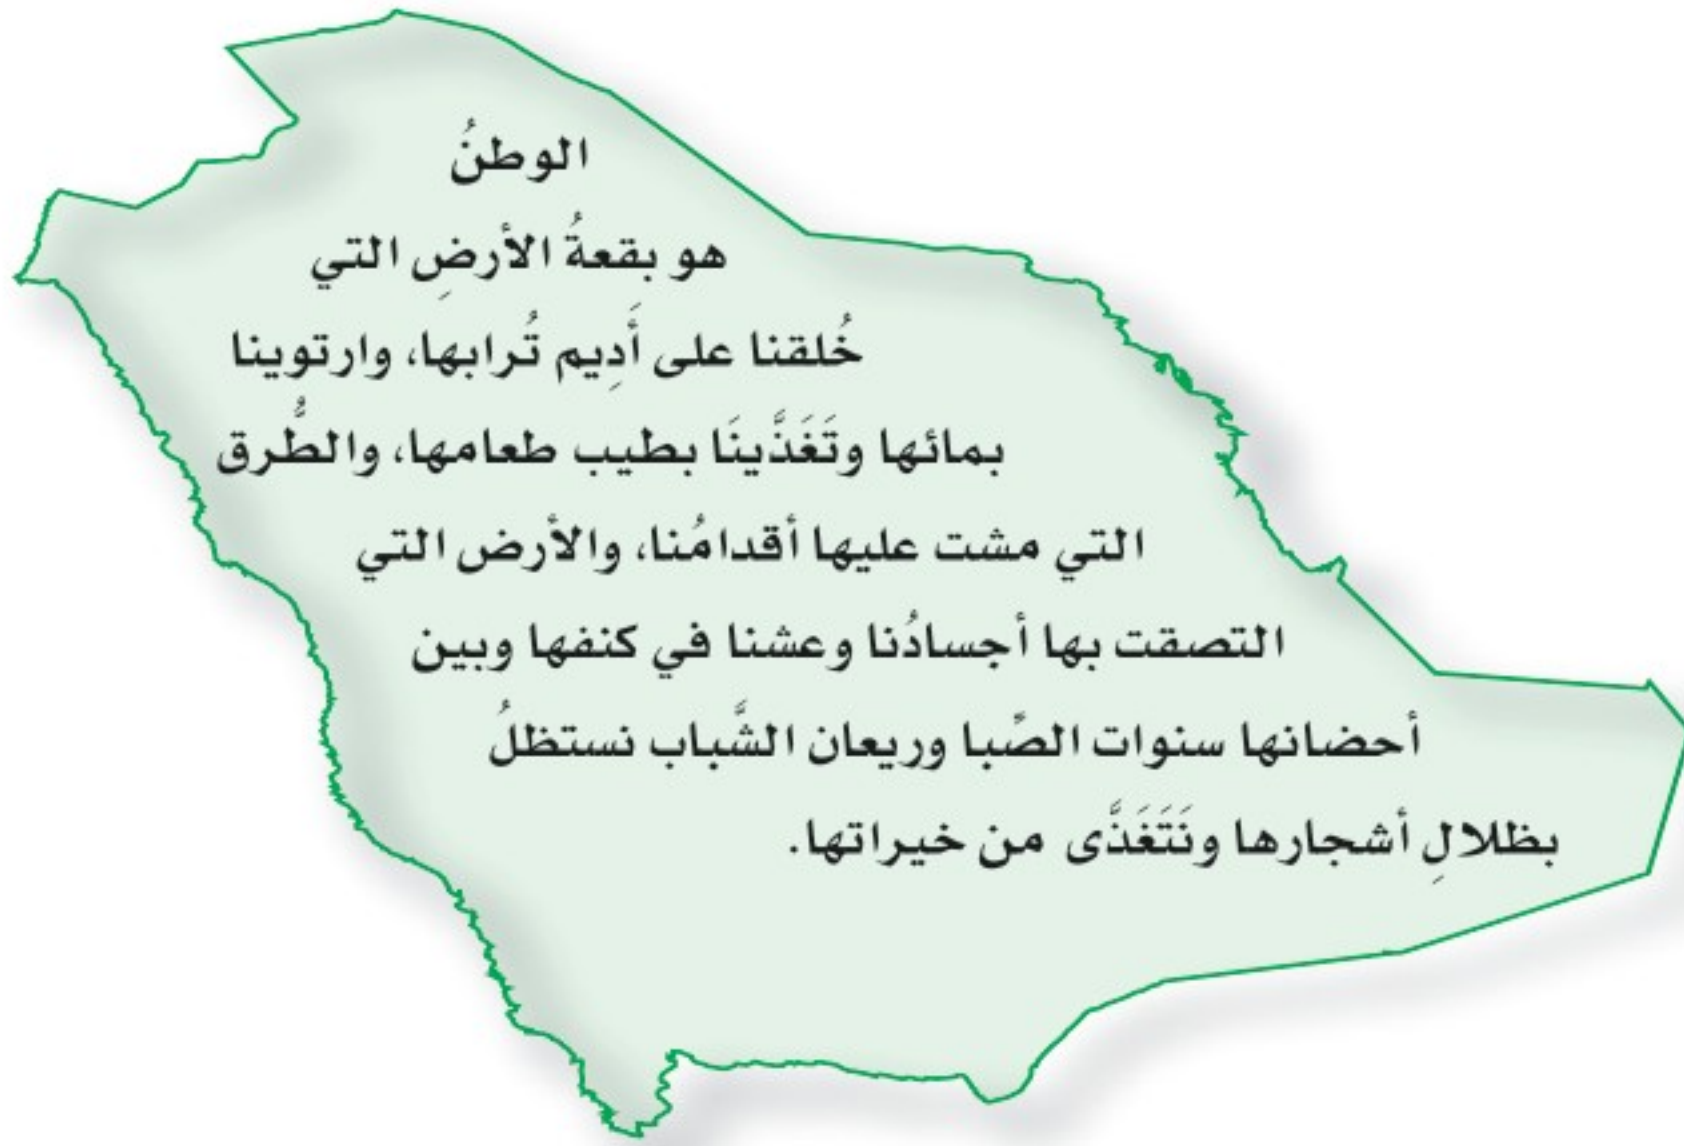 الوطنُ
هو بقعةُ الأرضِ التي
خُلقنا على أَدِيم تُرابها، وارتوينا
بمائها وتَغَذَّينَا بطيب طعامها، والطُّرق
التي مشت عليها أقدامُنا، والأرض التي
التصقت بها أجسادُنا وعشنا في كنفها وبين
أحضانها سنوات الصِّبا وريعان الشَّباب نستظلُ
بظلالِ أشجارها ونَتَغَذَّى من خيراتها.